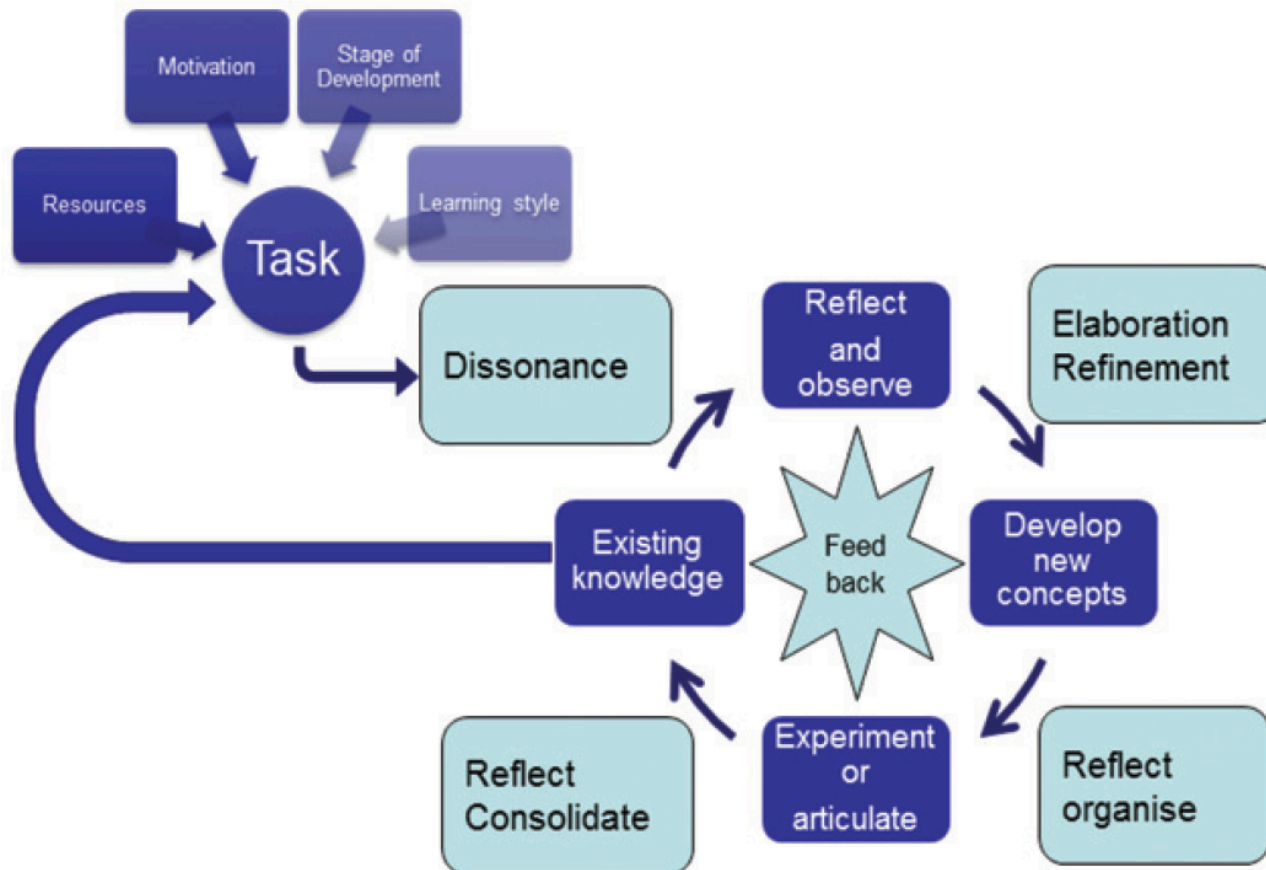 Motivation
Stage of
Development
Resources
Learning style
Task
Dissonance
Reflect
and
observe
Elaboration
Refinement
Existing
knowledge
Feed
back
Develop
new
concepts
Reflect
Consolidate
Experiment
or
articulate
Reflect
organise